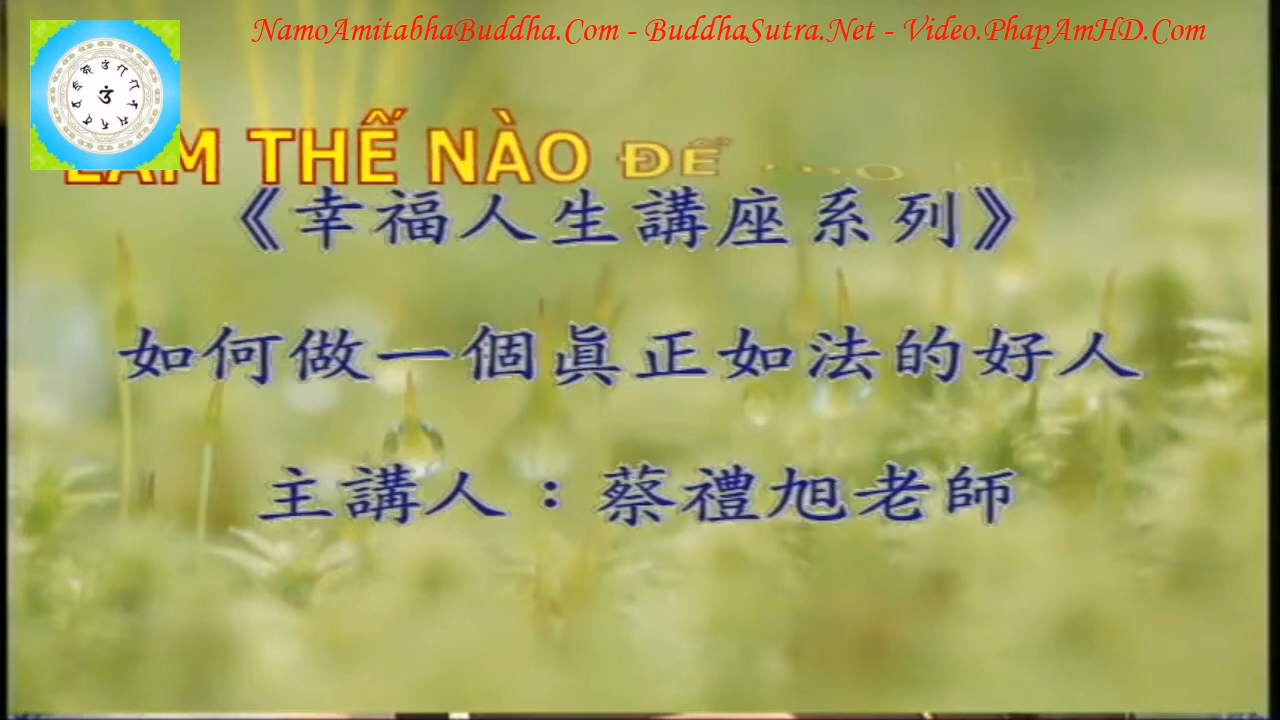 NamoAmitabhaBuddha.Com - BuddhaSutra.Net - Video.PhapAmHD.Com
LÀM THẾ NÀO ĐỂ
《幸福人生講座系列》
如何做一個眞正如法的好人
主講人：蔡禮旭老師